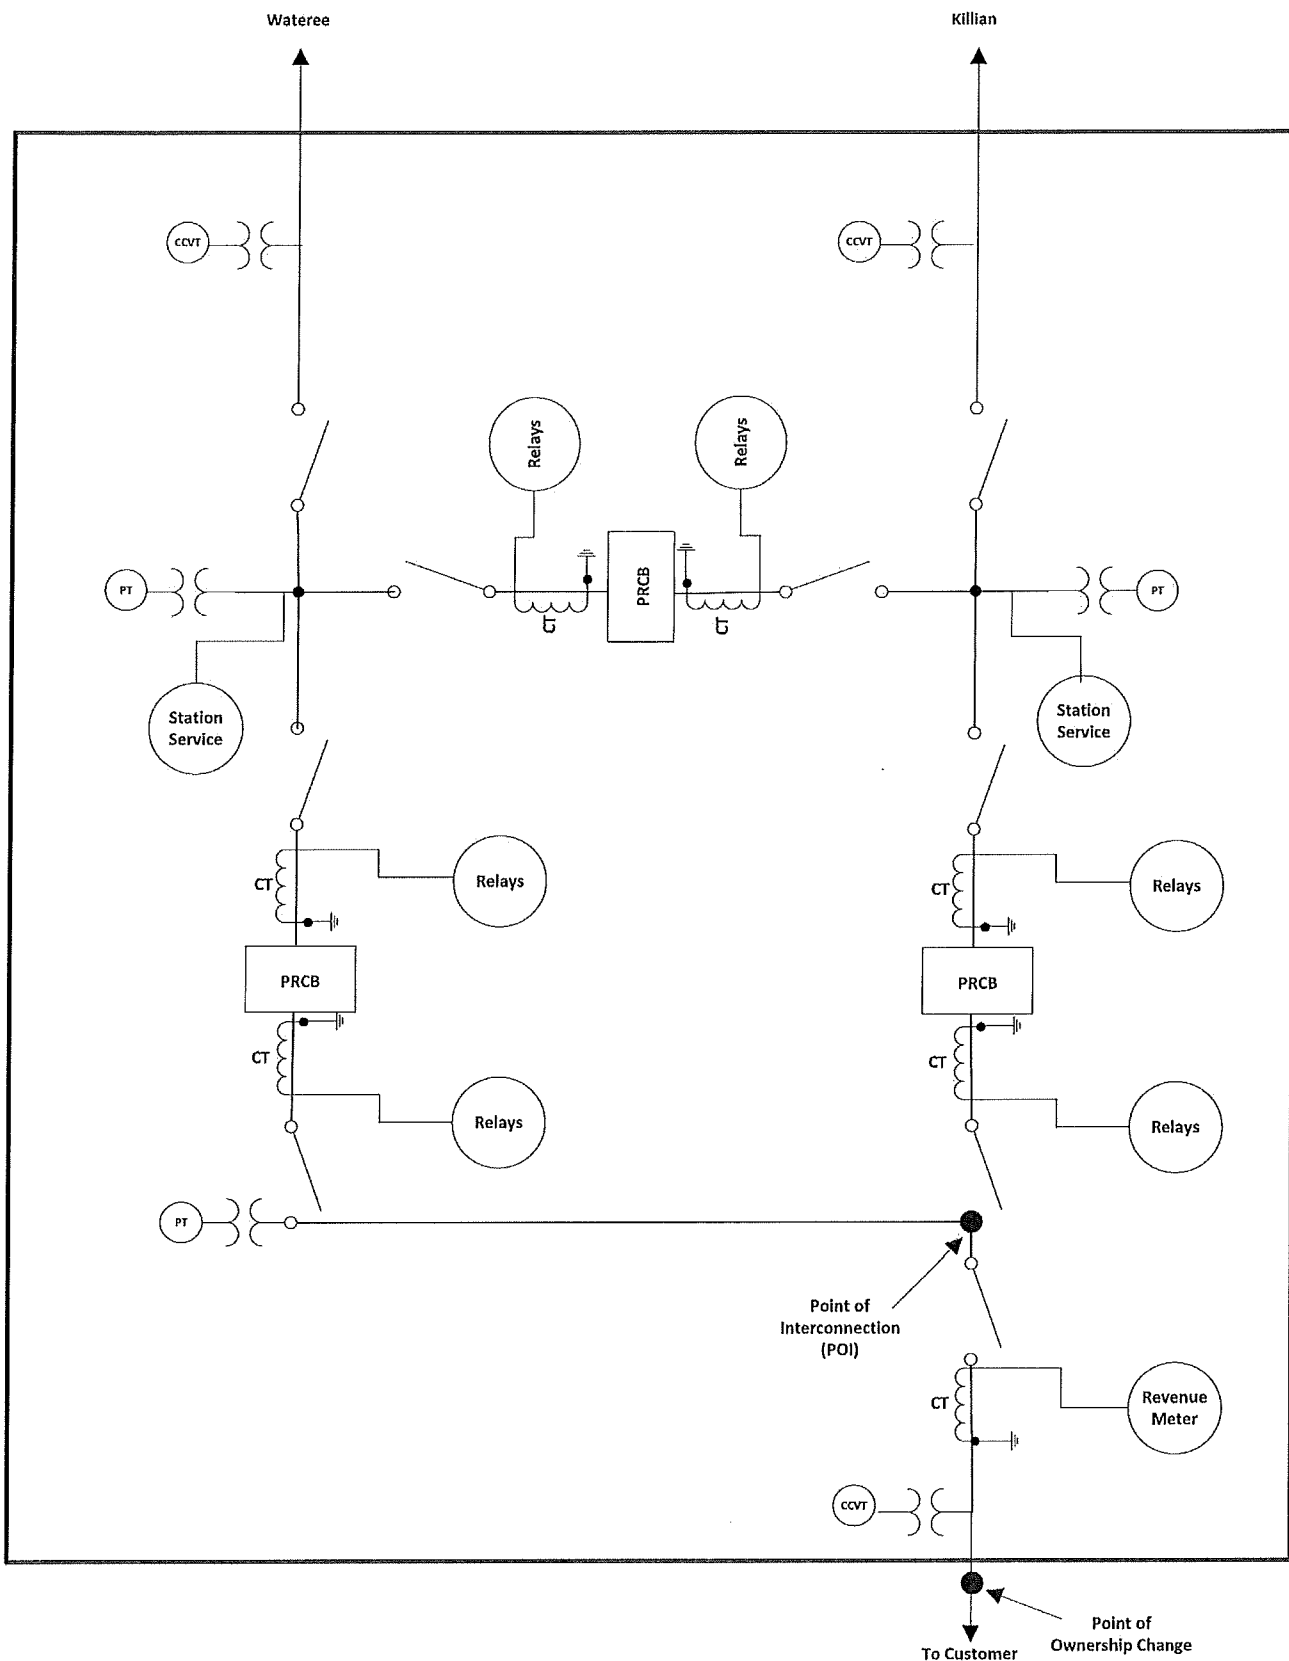 Wateree
Killian
CCVT
CCVT
Relays
Relays
PT
PRCB
CT
CT
PT
Station
Service
Station
Service
CT
Relays
CT
Relays
PRCB
PRCB
CT
CT
Relays
Relays
PT
Point of
Interconnection
(POI)
CT
Revenue
Meter
CCVT
Point of
Ownership Change
To Customer